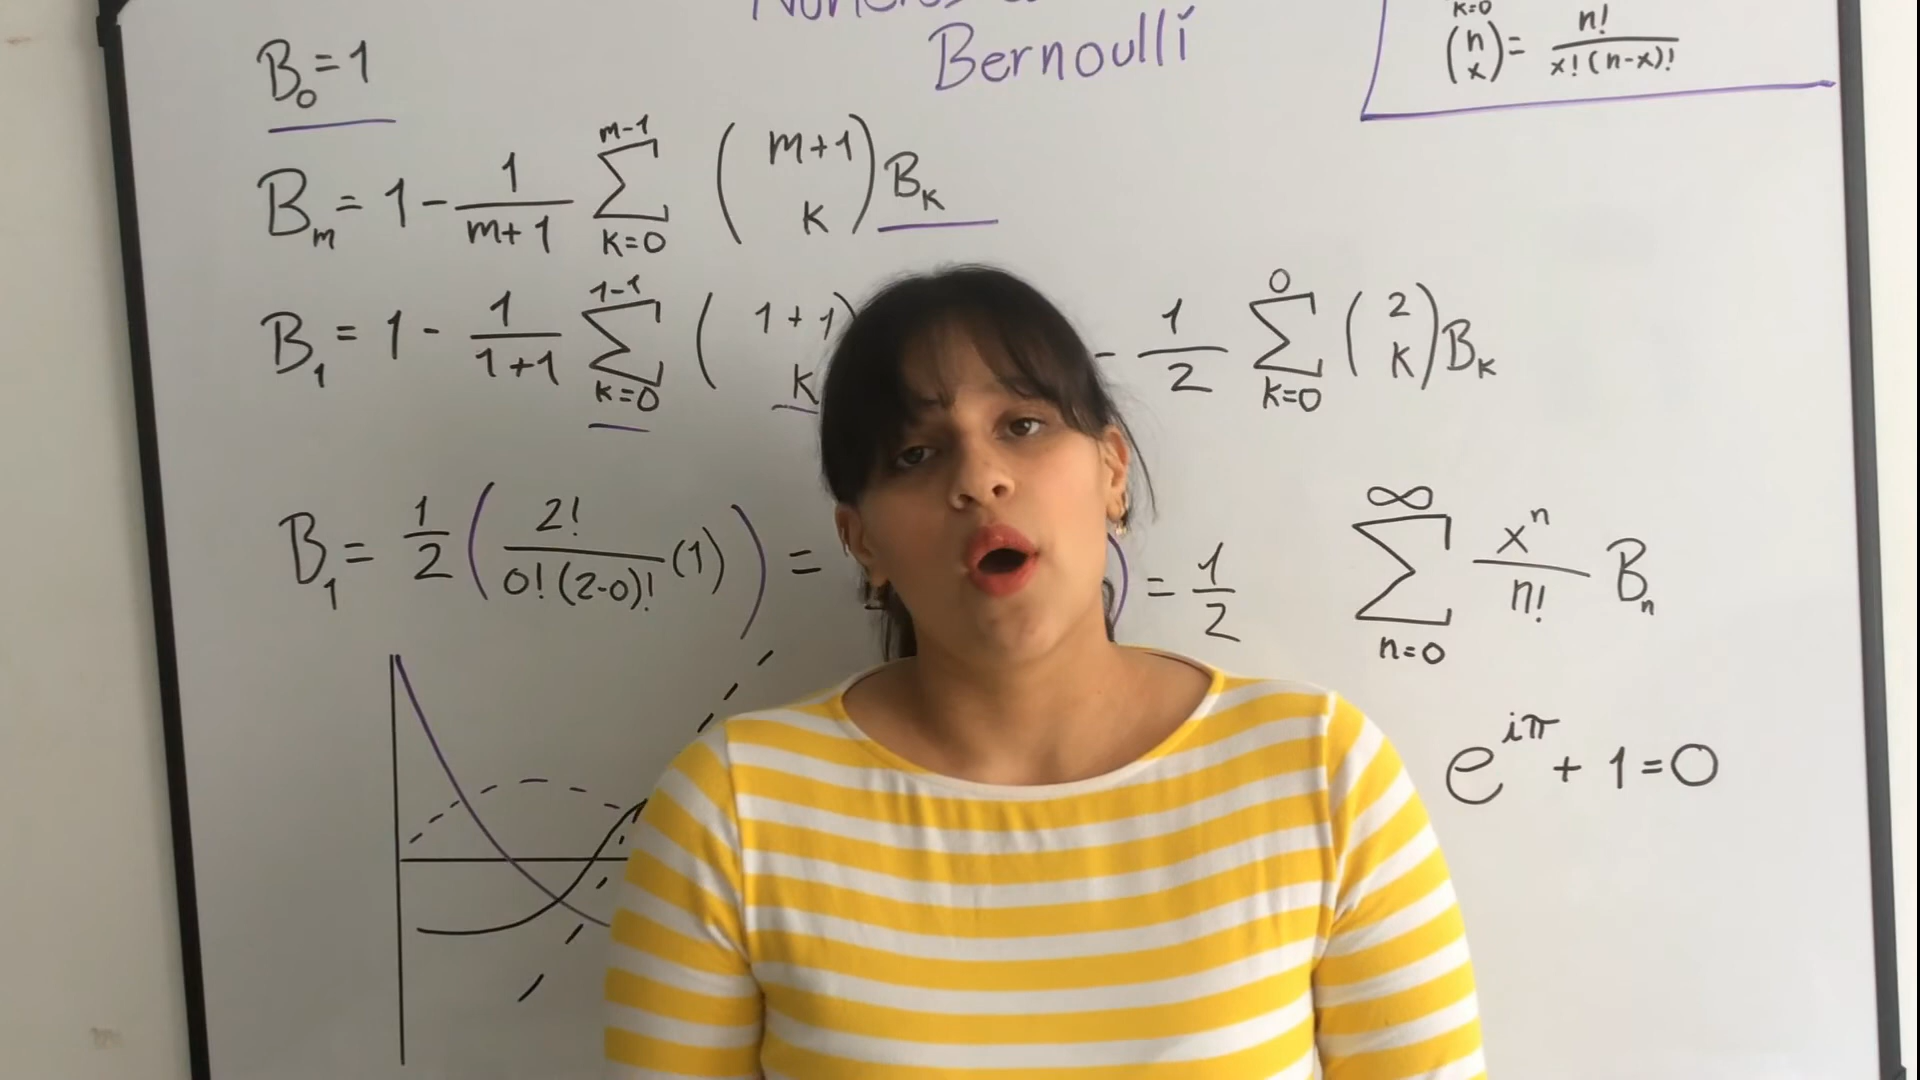 Bernoulli
k=0
(n x) = n! / x!(n-x)!
B₀ = 1
Bₘ = 1 - 1/(m+1) Σ_{k=0}^{m-1} (m+1 k) Bₖ
B₁ = 1 - 1/(1+1) Σ_{k=0}^{1-1} (1+1 k
- 1/2 Σ_{k=0}^{0} (2 k) Bₖ
B₁ = 1/2 (2! / 0!(2-0)! (1)) =
) = 1/2
Σ_{n=0}^{∞} xⁿ/n! Bₙ
e^{iπ} + 1 = 0